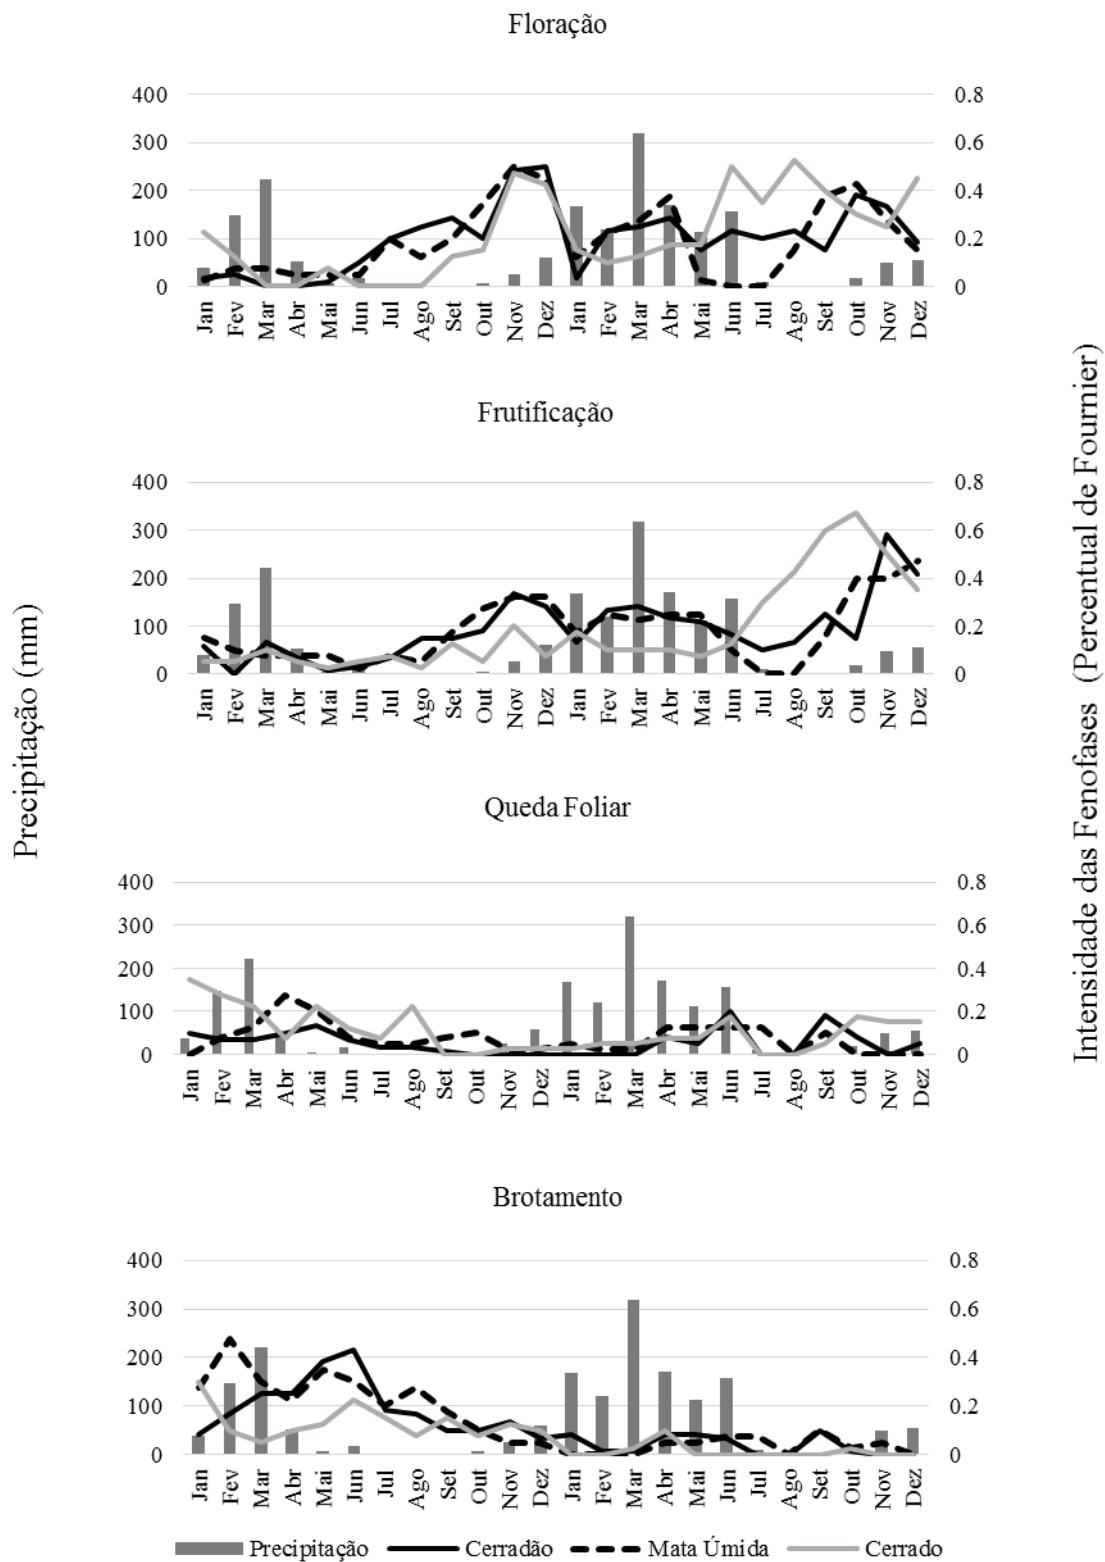 Floração
400 0.8
300 0.6
200 0.4
100 0.2
0 0
Jan Fev Mar Abr Mai Jun Jul Ago Set Out Nov Dez Jan Fev Mar Abr Mai Jun Jul Ago Set Out Nov Dez
Frutificação
400 0.8
300 0.6
200 0.4
100 0.2
0 0
Jan Fev Mar Abr Mai Jun Jul Ago Set Out Nov Dez Jan Fev Mar Abr Mai Jun Jul Ago Set Out Nov Dez
Precipitação (mm)
Intensidade das Fenofases (Percentual de Fournier)
Queda Foliar
400 0.8
300 0.6
200 0.4
100 0.2
0 0
Jan Fev Mar Abr Mai Jun Jul Ago Set Out Nov Dez Jan Fev Mar Abr Mai Jun Jul Ago Set Out Nov Dez
Brotamento
400 0.8
300 0.6
200 0.4
100 0.2
0 0
Jan Fev Mar Abr Mai Jun Jul Ago Set Out Nov Dez Jan Fev Mar Abr Mai Jun Jul Ago Set Out Nov Dez
Precipitação Cerradão Mata Úmida Cerrado